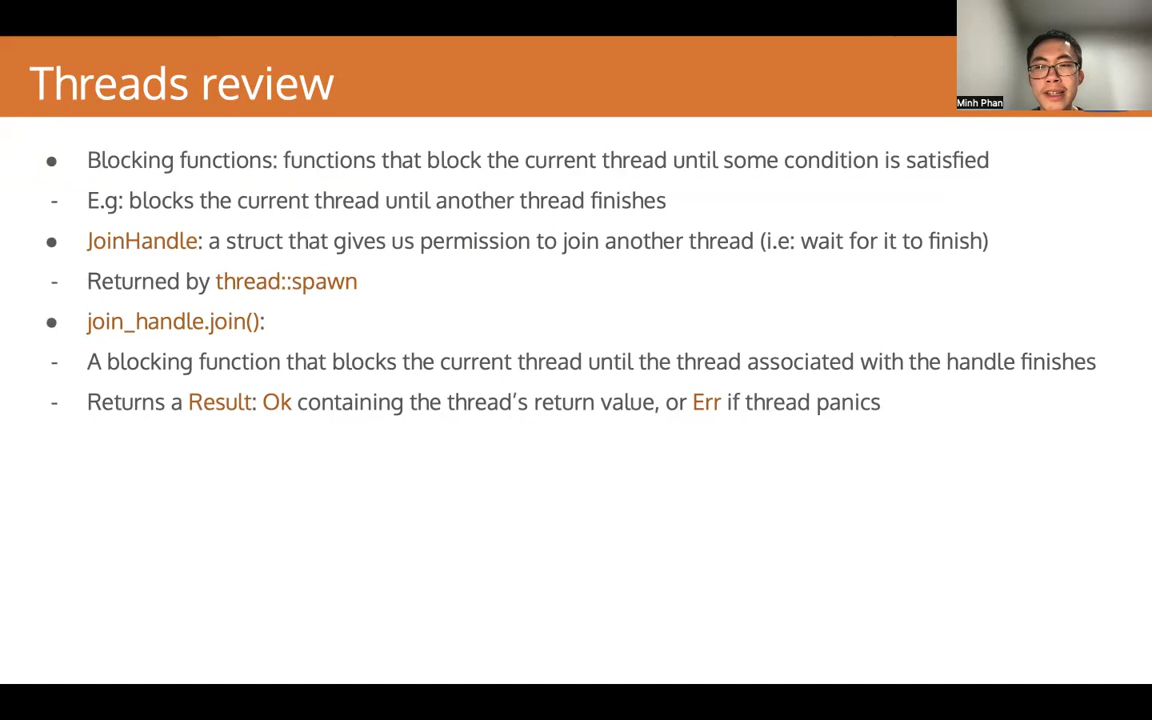 Threads review
Minh Phan
● Blocking functions: functions that block the current thread until some condition is satisfied
- E.g: blocks the current thread until another thread finishes
● JoinHandle: a struct that gives us permission to join another thread (i.e: wait for it to finish)
- Returned by thread::spawn
● join_handle.join():
- A blocking function that blocks the current thread until the thread associated with the handle finishes
- Returns a Result: Ok containing the thread’s return value, or Err if thread panics